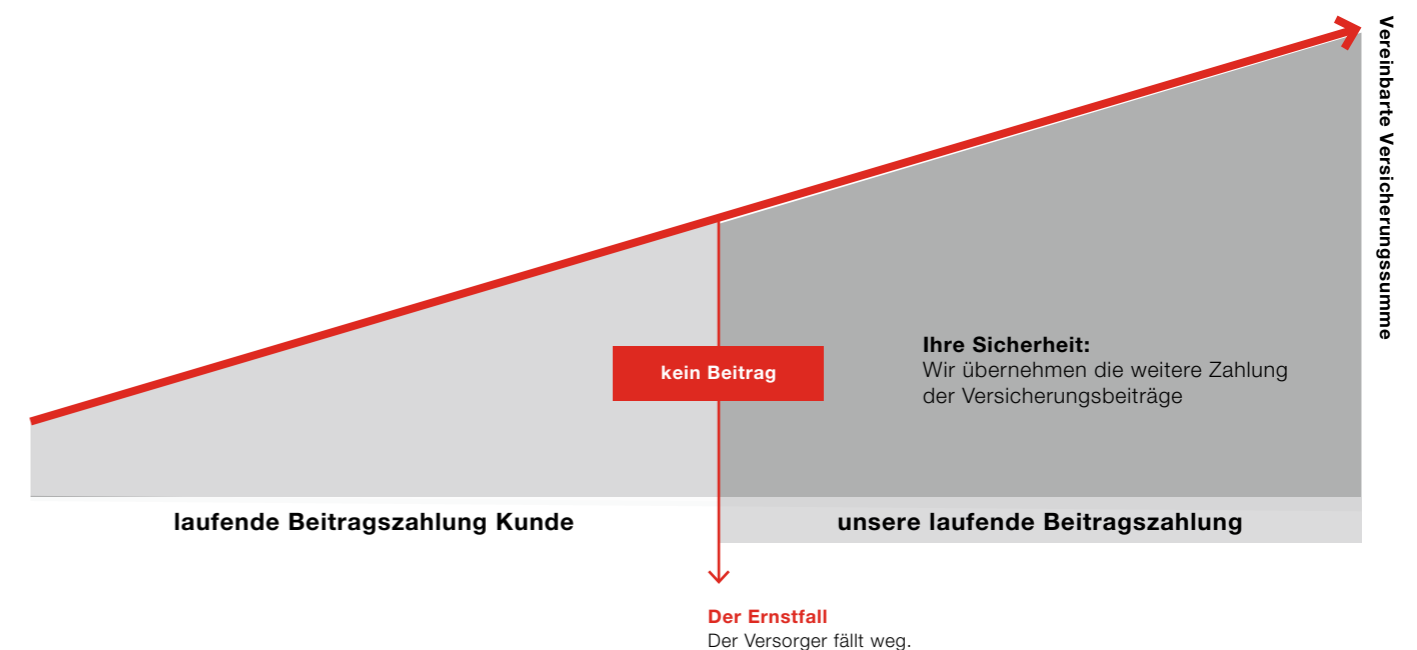 Vereinbarte Versicherungssumme
Ihre Sicherheit:
Wir übernehmen die weitere Zahlung
der Versicherungsbeiträge
kein Beitrag
laufende Beitragszahlung Kunde
unsere laufende Beitragszahlung
Der Ernstfall
Der Versorger fällt weg.